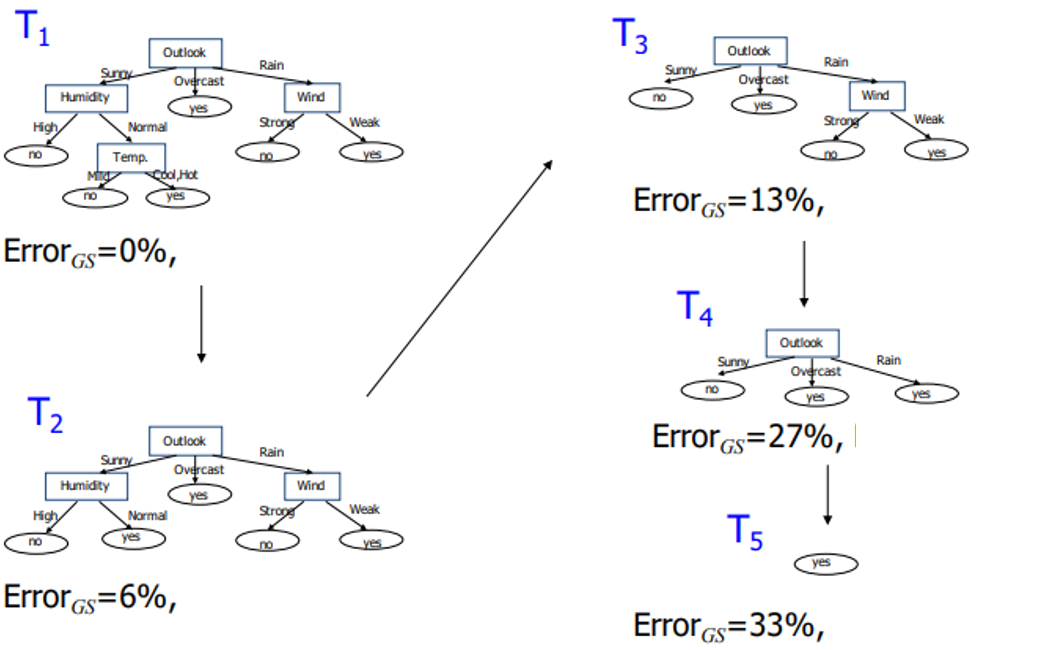 T1
Outlook
Sunny Overcast Rain
Humidity yes Wind
High Normal Strong Weak
no Temp. no yes
Mild Cool,Hot
no yes
ErrorGS=0%,
T2
Outlook
Sunny Overcast Rain
Humidity yes Wind
High Normal Strong Weak
no yes no yes
ErrorGS=6%,
T3
Outlook
Sunny Overcast Rain
no yes Wind
Strong Weak
no yes
ErrorGS=13%,
T4
Outlook
Sunny Overcast Rain
no yes yes
ErrorGS=27%,
T5
yes
ErrorGS=33%,